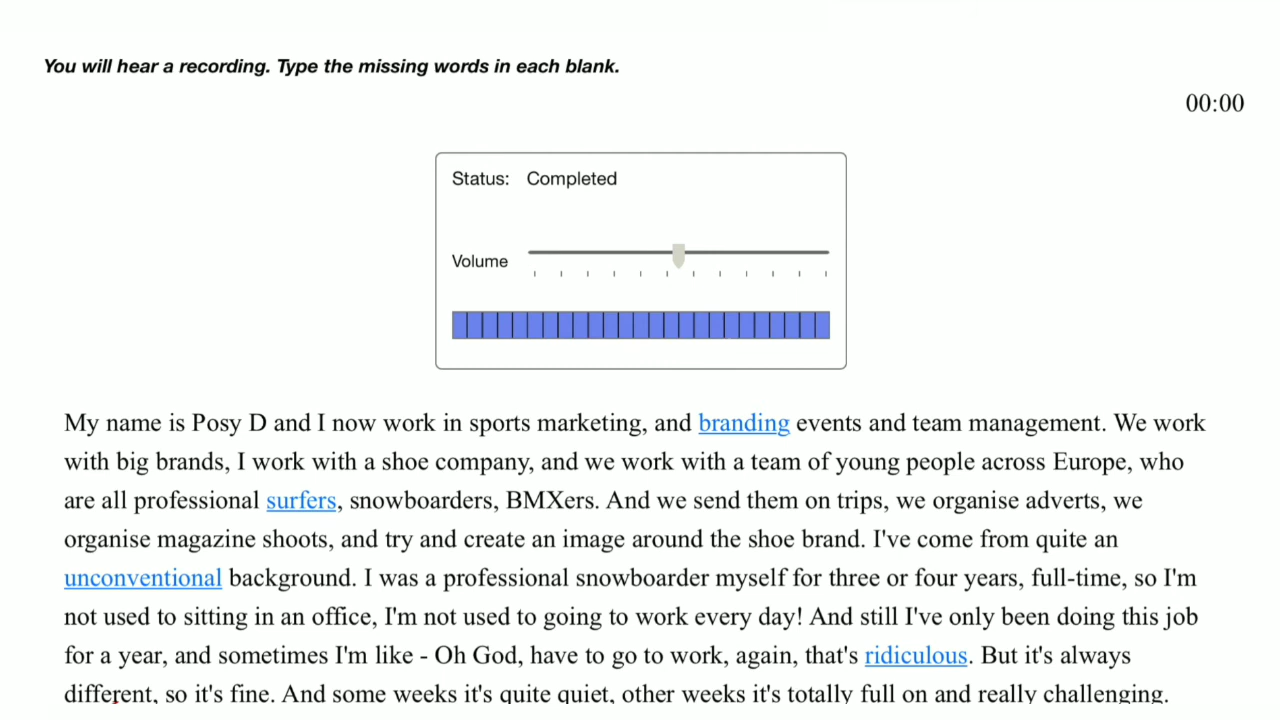 You will hear a recording. Type the missing words in each blank.
00:00
Status: Completed
Volume
My name is Posy D and I now work in sports marketing, and branding events and team management. We work
with big brands, I work with a shoe company, and we work with a team of young people across Europe, who
are all professional surfers, snowboarders, BMXers. And we send them on trips, we organise adverts, we
organise magazine shoots, and try and create an image around the shoe brand. I've come from quite an
unconventional background. I was a professional snowboarder myself for three or four years, full-time, so I'm
not used to sitting in an office, I'm not used to going to work every day! And still I've only been doing this job
for a year, and sometimes I'm like - Oh God, have to go to work, again, that's ridiculous. But it's always
different, so it's fine. And some weeks it's quite quiet, other weeks it's totally full on and really challenging.